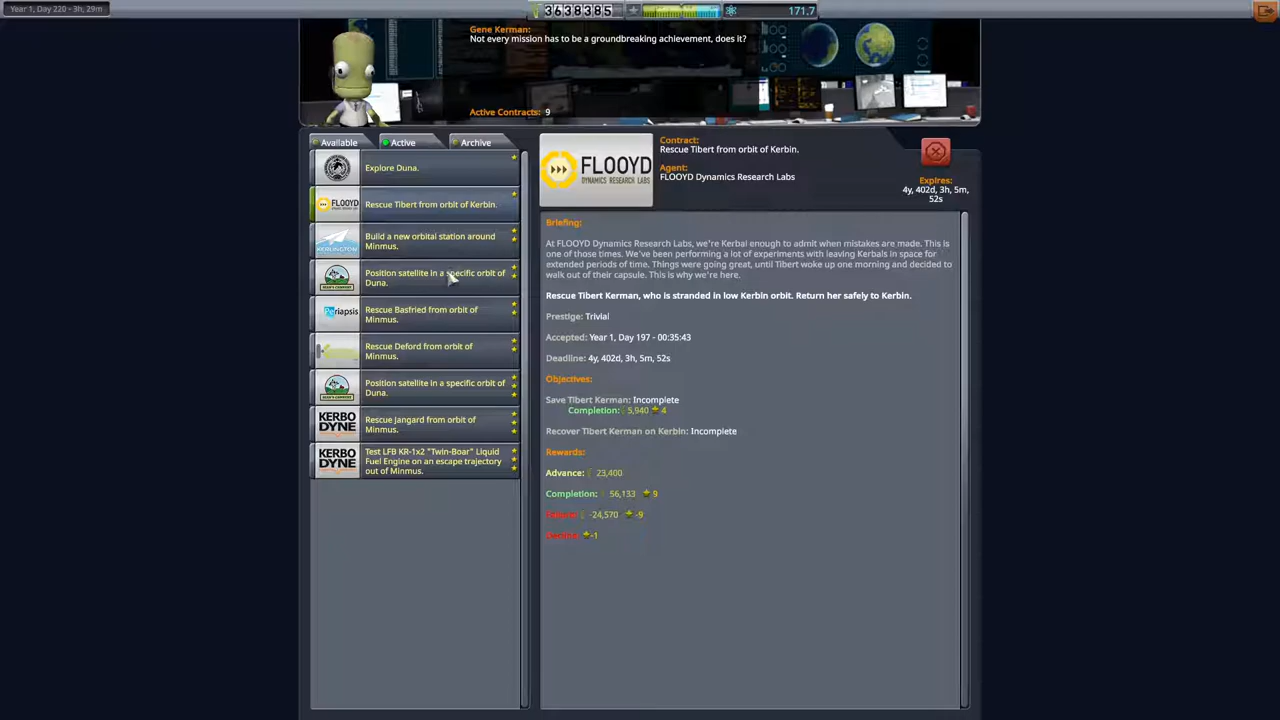 Year 1, Day 220 - 3h, 29m
3638385
171.7
Gene Kerman:
Not every mission has to be a groundbreaking achievement, does it?
Active Contracts: 9
Available
Active
Archive
Explore Duna.
FLOOYD
Rescue Tibert from orbit of Kerbin.
KERLINGTON
Build a new orbital station around
Minmus.
Position satellite in a specific orbit of
Duna.
Periapsis
Rescue Basfried from orbit of
Minmus.
Rescue Deford from orbit of
Minmus.
Position satellite in a specific orbit of
Duna.
KERBO
DYNE
Rescue Jangard from orbit of
Minmus.
KERBO
DYNE
Test LFB KR-1x2 "Twin-Boar" Liquid
Fuel Engine on an escape trajectory
out of Minmus.
FLOOYD
DYNAMICS RESEARCH LABS
Contract:
Rescue Tibert from orbit of Kerbin.
Agent:
FLOOYD Dynamics Research Labs
Expires:
4y, 402d, 3h, 5m,
52s
Briefing:
At FLOOYD Dynamics Research Labs, we're Kerbal enough to admit when mistakes are made. This is
one of those times. We've been performing a lot of experiments with leaving Kerbals in space for
extended periods of time. Things were going great, until Tibert woke up one morning and decided to
walk out of their capsule. This is why we're here.
Rescue Tibert Kerman, who is stranded in low Kerbin orbit. Return her safely to Kerbin.
Prestige: Trivial
Accepted: Year 1, Day 197 - 00:35:43
Deadline: 4y, 402d, 3h, 5m, 52s
Objectives:
Save Tibert Kerman: Incomplete
Completion: 5,940 4
Recover Tibert Kerman on Kerbin: Incomplete
Rewards:
Advance: 23,400
Completion: 56,133 9
-24,570 -9
-1